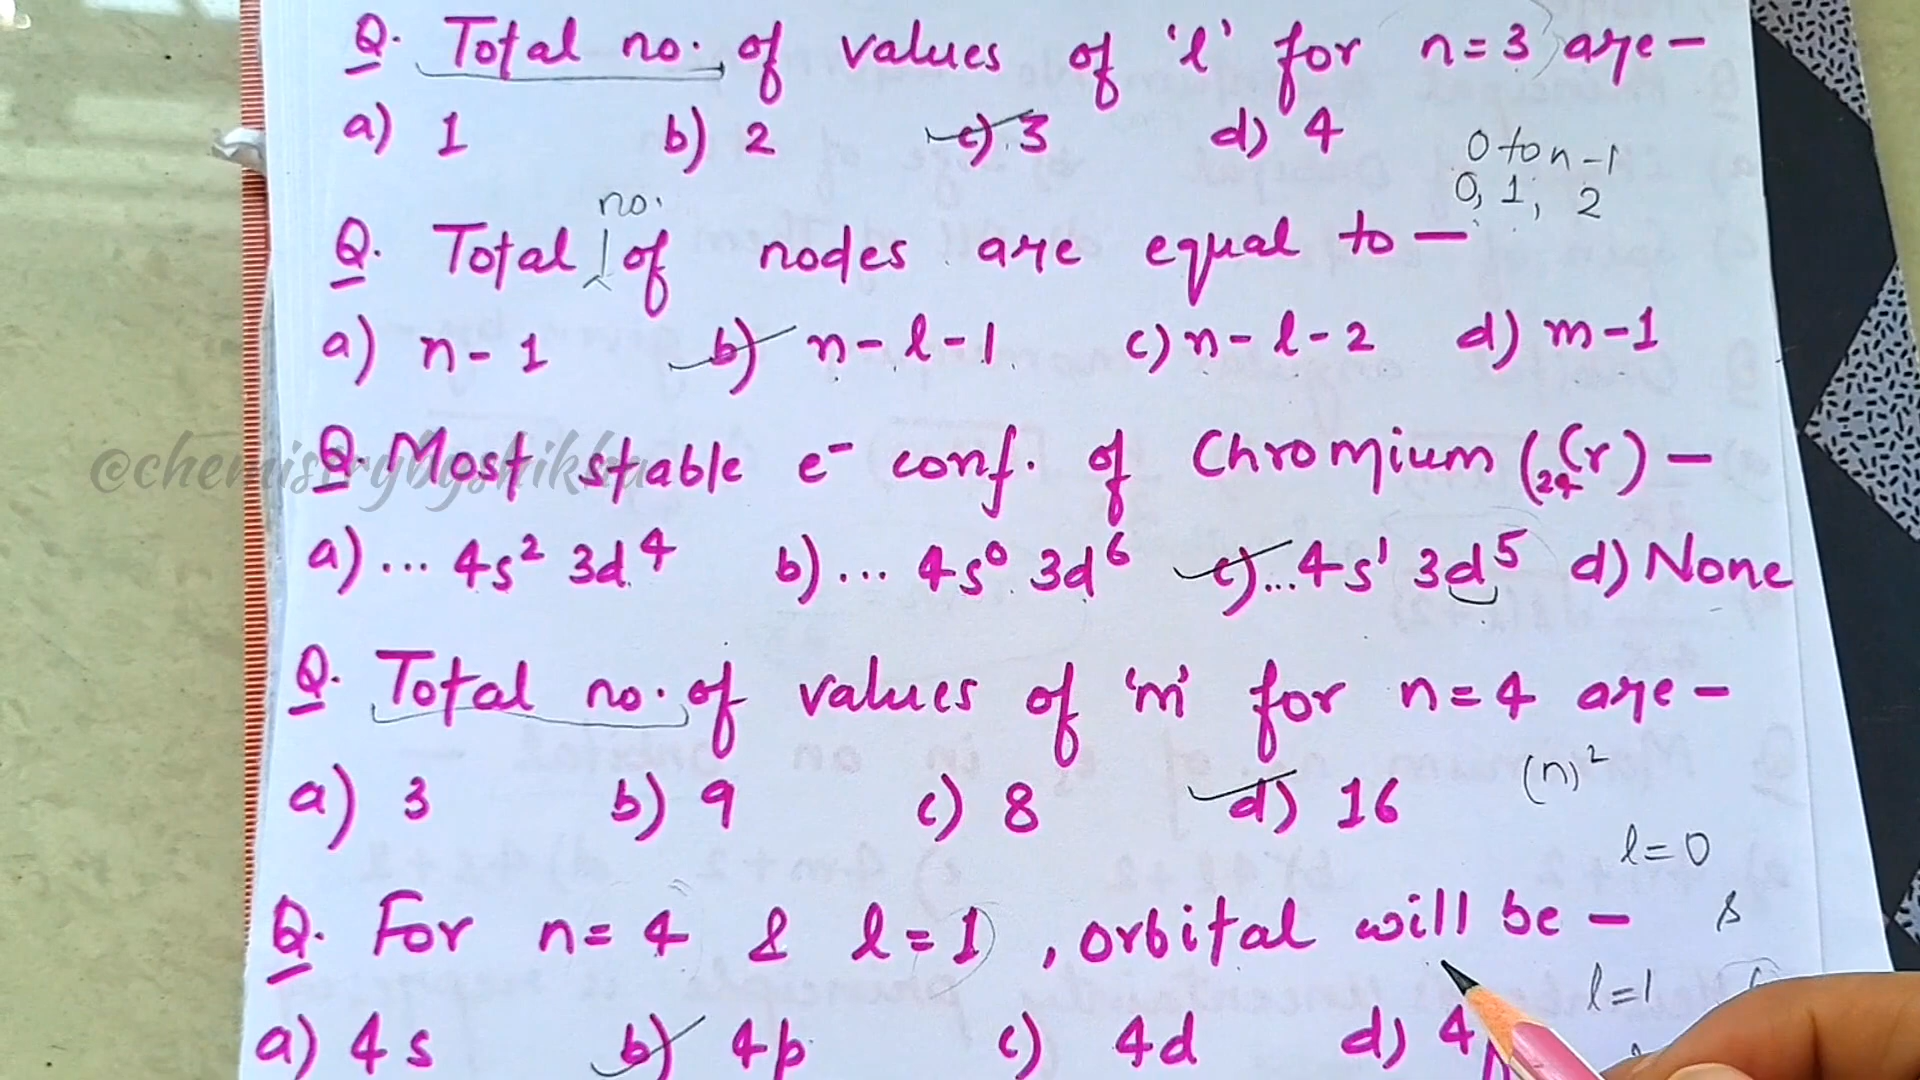 Q. Total no. of values of 'l' for n=3 are-
a) 1 b) 2 c) 3 d) 4
0 to n-1
0, 1, 2
no.
Q. Total of nodes are equal to -
a) n-1 b) n-l-1 c) n-l-2 d) m-1
@chemistrybyshikha
Q. Most stable e⁻ conf. of Chromium (₂₄Cr) -
a) ... 4s² 3d⁴ b) ... 4s⁰ 3d⁶ c) ... 4s¹ 3d⁵ d) None
Q. Total no. of values of 'm' for n=4 are-
(n)²
a) 3 b) 9 c) 8 d) 16
l=0
Q. For n=4 & l=1, orbital will be -
s
l=1
a) 4s b) 4p c) 4d d) 4